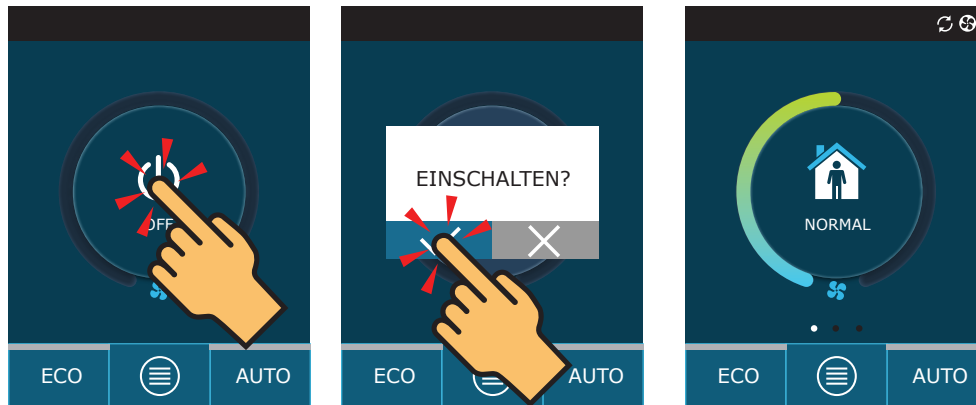 OFF
ECO
AUTO
EINSCHALTEN?
ECO
AUTO
NORMAL
ECO
AUTO